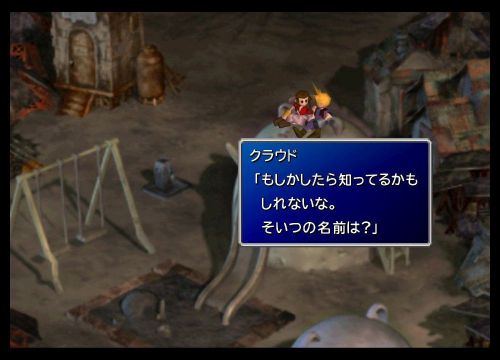 クラウド
「もしかしたら知ってるかも
しれないな。
そいつの名前は?」